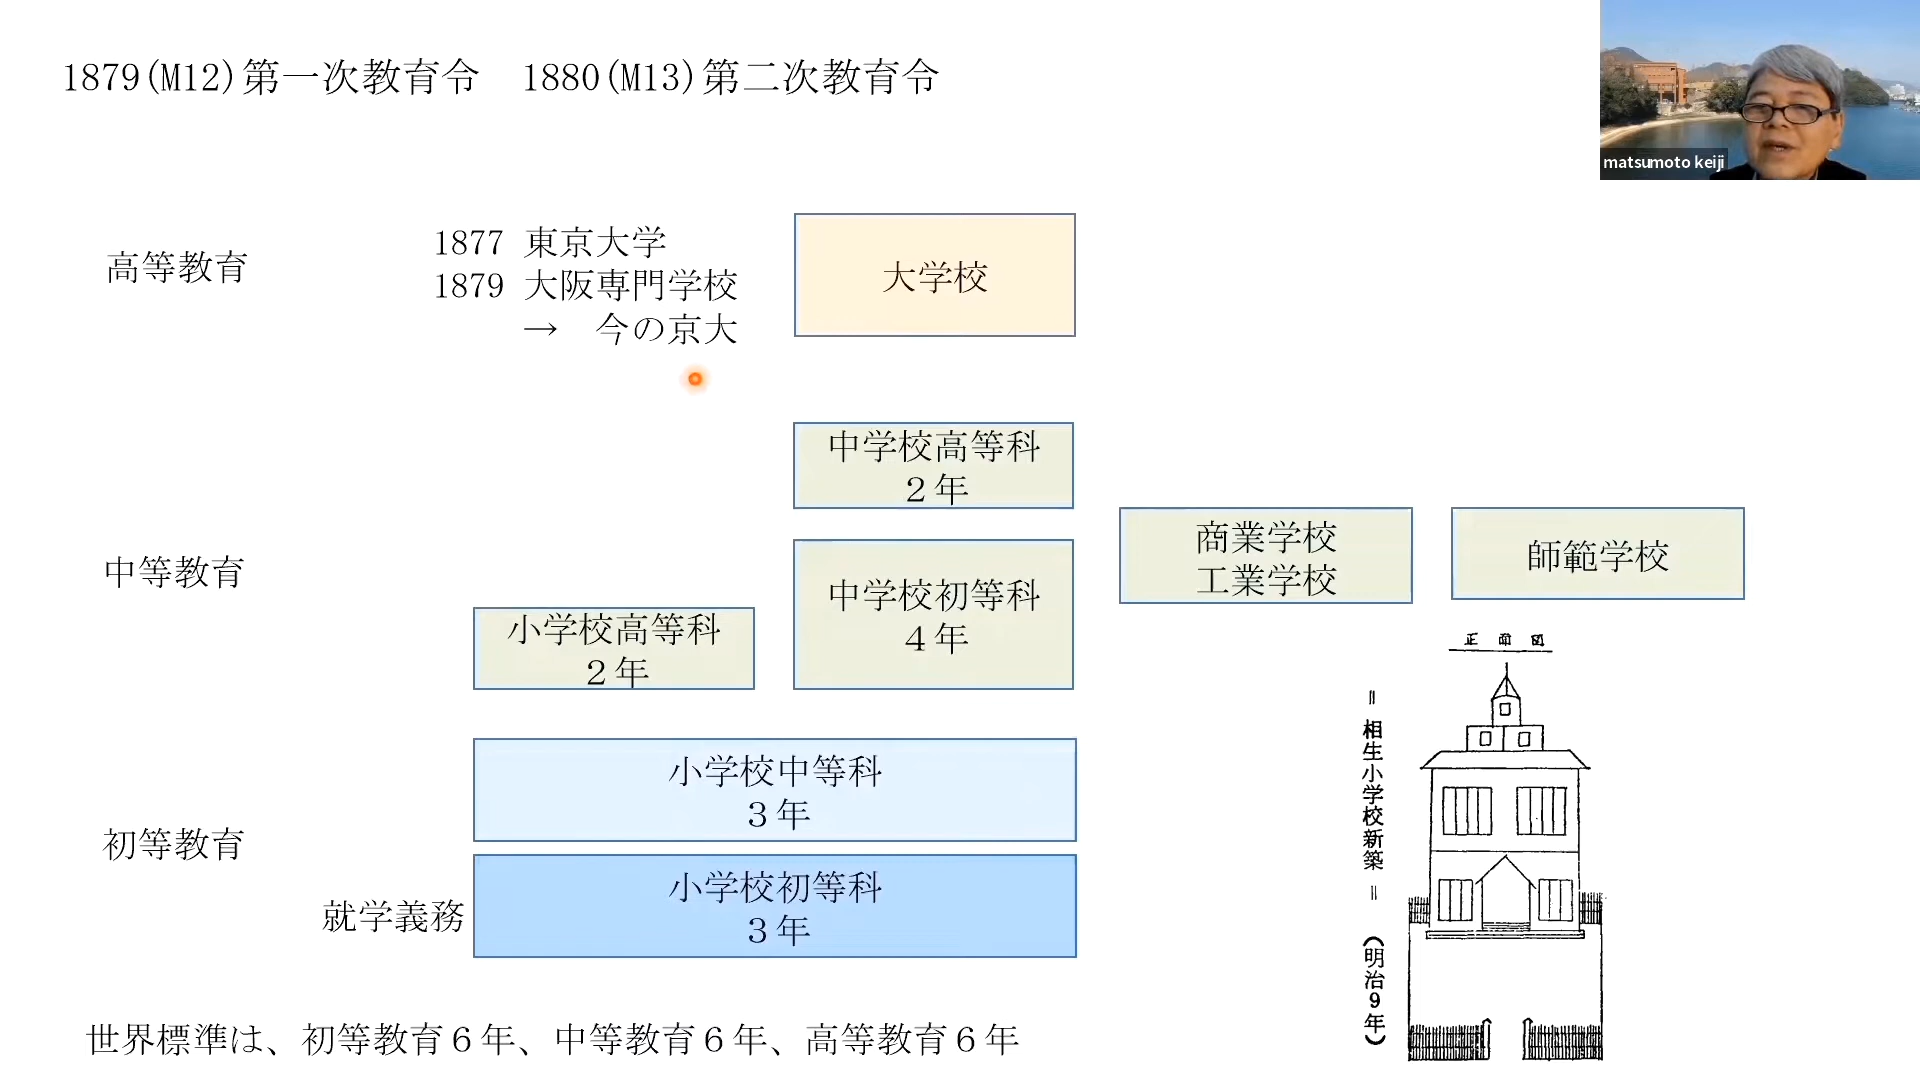 1879(M12)第一次教育令　1880(M13)第二次教育令
matsumoto keiji
高等教育
1877 東京大学
1879 大阪専門学校
→　今の京大
大学校
中学校高等科
２年
中等教育
中学校初等科
４年
商業学校
工業学校
師範学校
小学校高等科
２年
正面図
＝相生小学校新築＝（明治9年）
初等教育
小学校中等科
３年
就学義務
小学校初等科
３年
世界標準は、初等教育６年、中等教育６年、高等教育６年